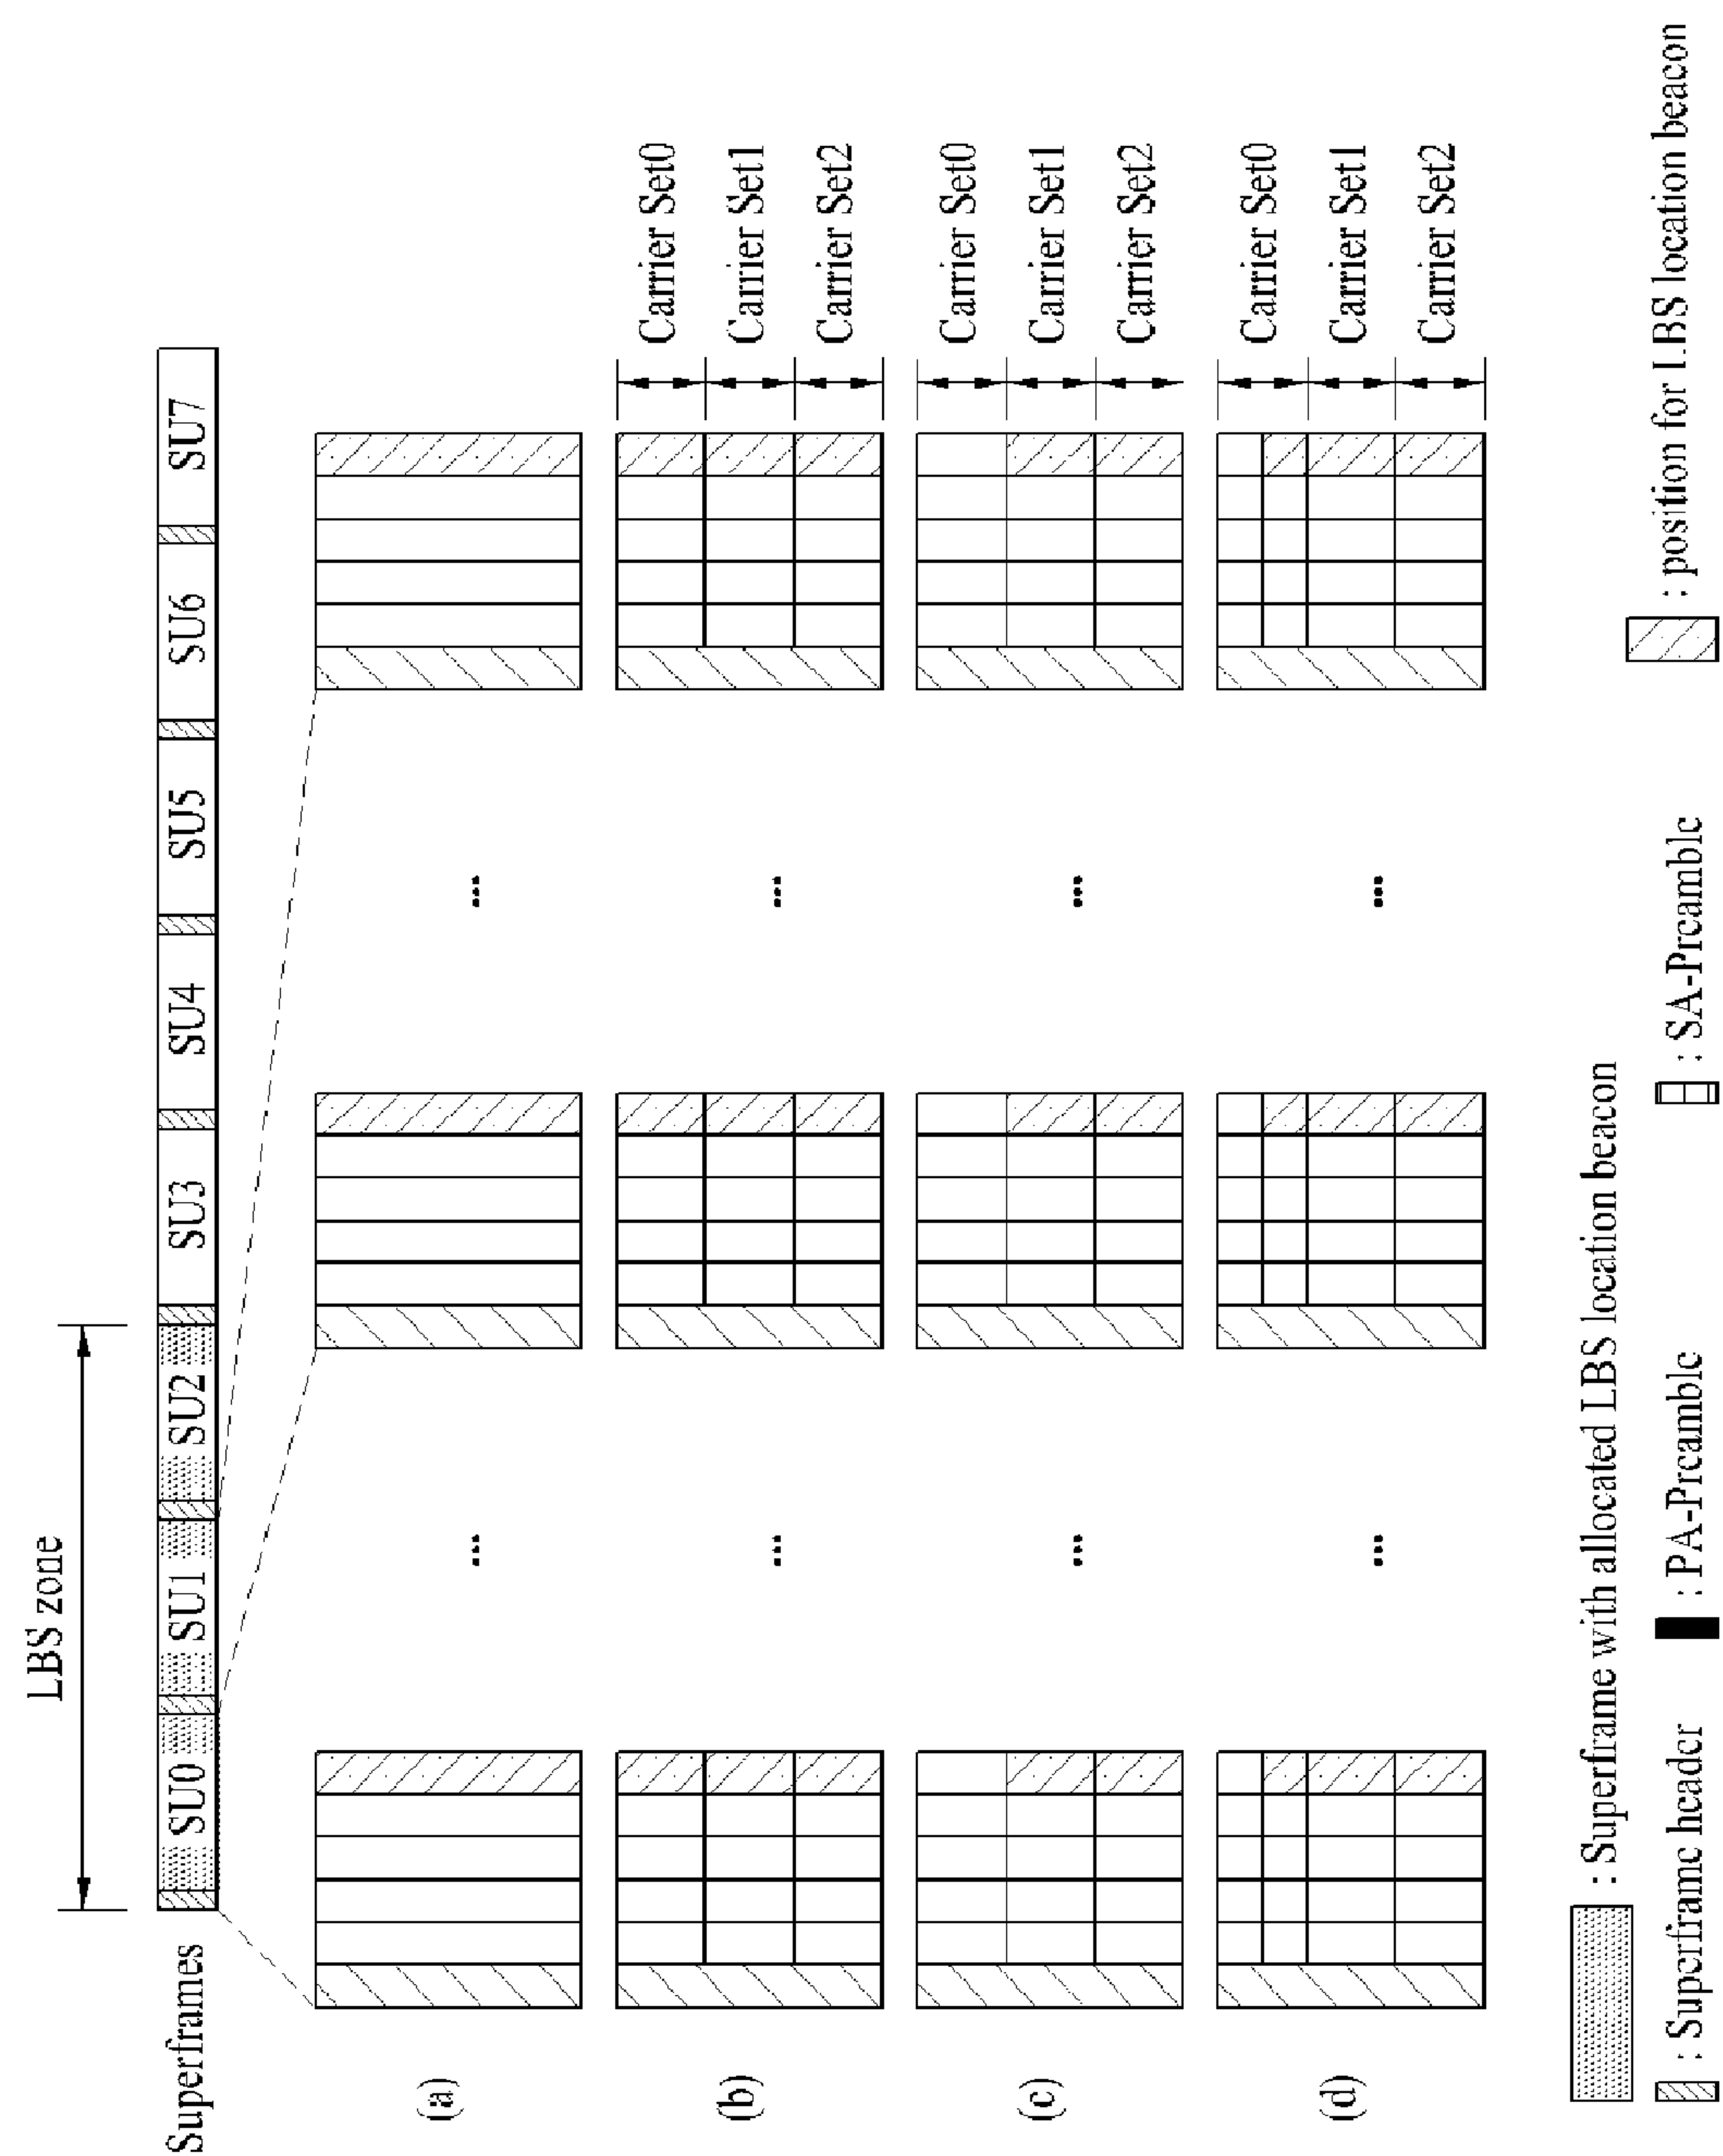 LBS zone
Superframes
SU0 SU1 SU2 SU3 SU4 SU5 SU6 SU7
(a)
...
...
(b)
...
...
Carrier Set0
Carrier Set1
Carrier Set2
(c)
...
...
Carrier Set0
Carrier Set1
Carrier Set2
(d)
...
...
Carrier Set0
Carrier Set1
Carrier Set2
: Superframe with allocated LBS location beacon
: Superframe header
: PA-Preamble
: SA-Preamble
: position for LBS location beacon